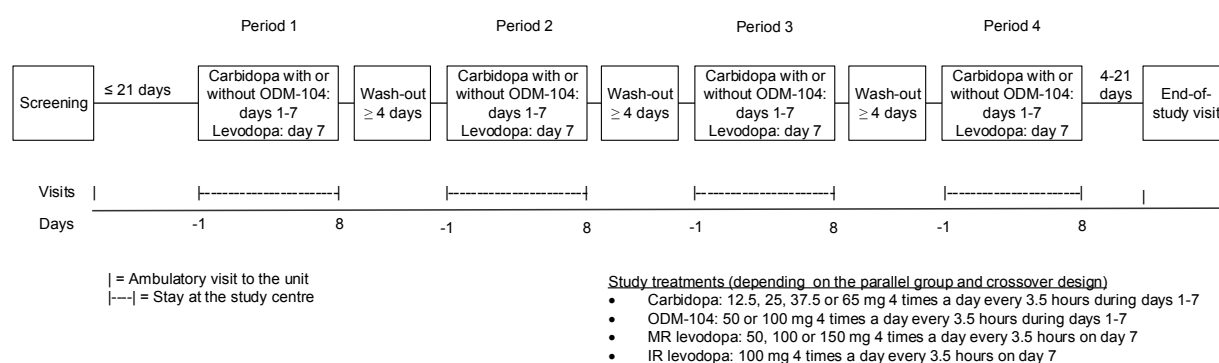 Period 1 Period 2 Period 3 Period 4
Screening
≤ 21 days
Carbidopa with or
without ODM-104:
days 1-7
Levodopa: day 7
Wash-out
≥ 4 days
Carbidopa with or
without ODM-104:
days 1-7
Levodopa: day 7
Wash-out
≥ 4 days
Carbidopa with or
without ODM-104:
days 1-7
Levodopa: day 7
Wash-out
≥ 4 days
Carbidopa with or
without ODM-104:
days 1-7
Levodopa: day 7
4-21
days
End-of-
study visit
Visits
Days -1 8 -1 8 -1 8 -1 8
| = Ambulatory visit to the unit
|----| = Stay at the study centre
Study treatments (depending on the parallel group and crossover design)
• Carbidopa: 12.5, 25, 37.5 or 65 mg 4 times a day every 3.5 hours during days 1-7
• ODM-104: 50 or 100 mg 4 times a day every 3.5 hours during days 1-7
• MR levodopa: 50, 100 or 150 mg 4 times a day every 3.5 hours on day 7
• IR levodopa: 100 mg 4 times a day every 3.5 hours on day 7